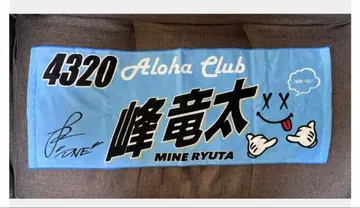 4320 Aloha Club
峰竜太
MINE RYUTA